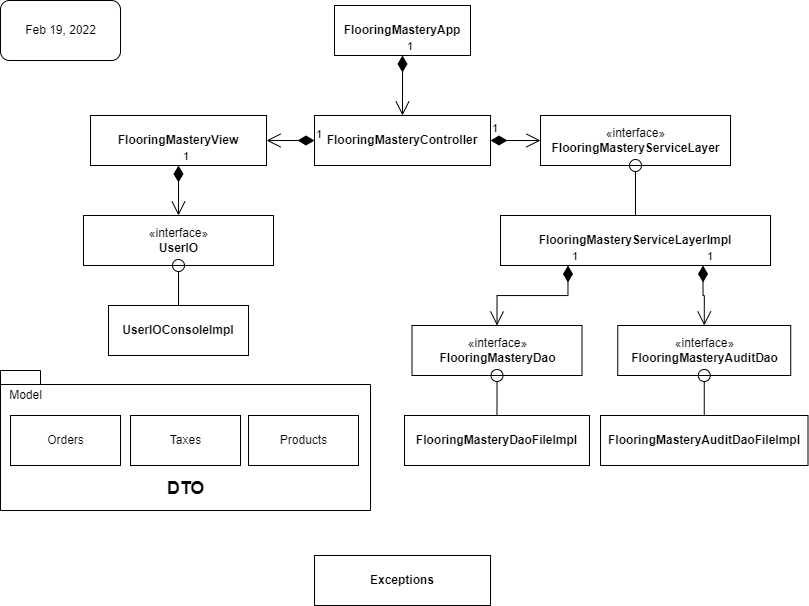 Feb 19, 2022
FlooringMasteryApp
1
FlooringMasteryView
1
1
FlooringMasteryController
1
«interface»
FlooringMasteryServiceLayer
«interface»
UserIO
FlooringMasteryServiceLayerImpl
1
1
UserIOConsoleImpl
«interface»
FlooringMasteryDao
«interface»
FlooringMasteryAuditDao
Model
Orders
Taxes
Products
DTO
FlooringMasteryDaoFileImpl
FlooringMasteryAuditDaoFileImpl
Exceptions